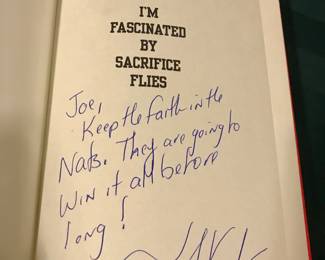 I'M
FASCINATED
BY
SACRIFICE
FLIES
Joe,
Keep the faith in the
Nats. They are going to
win it all before
long!